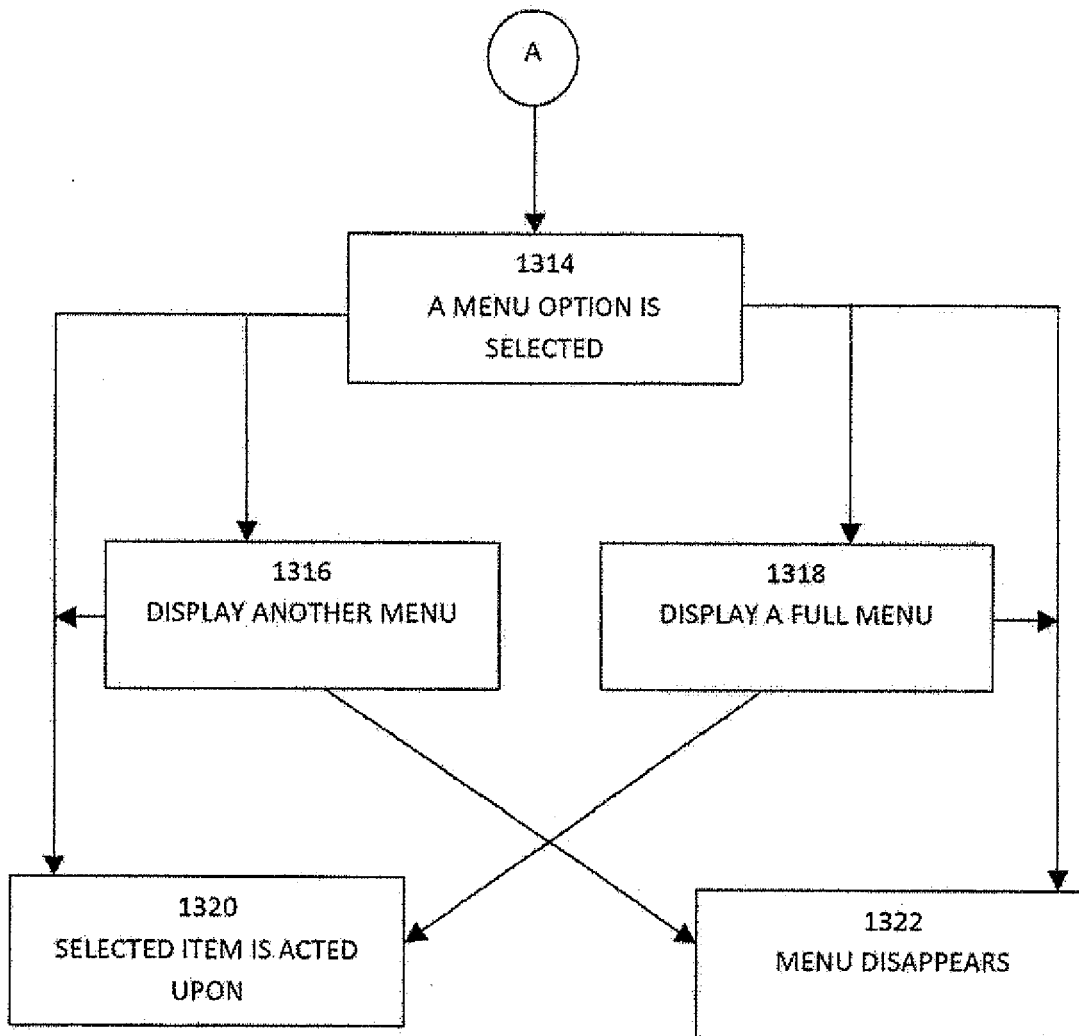 A
1314
A MENU OPTION IS
SELECTED
1316
DISPLAY ANOTHER MENU
1318
DISPLAY A FULL MENU
1320
SELECTED ITEM IS ACTED
UPON
1322
MENU DISAPPEARS